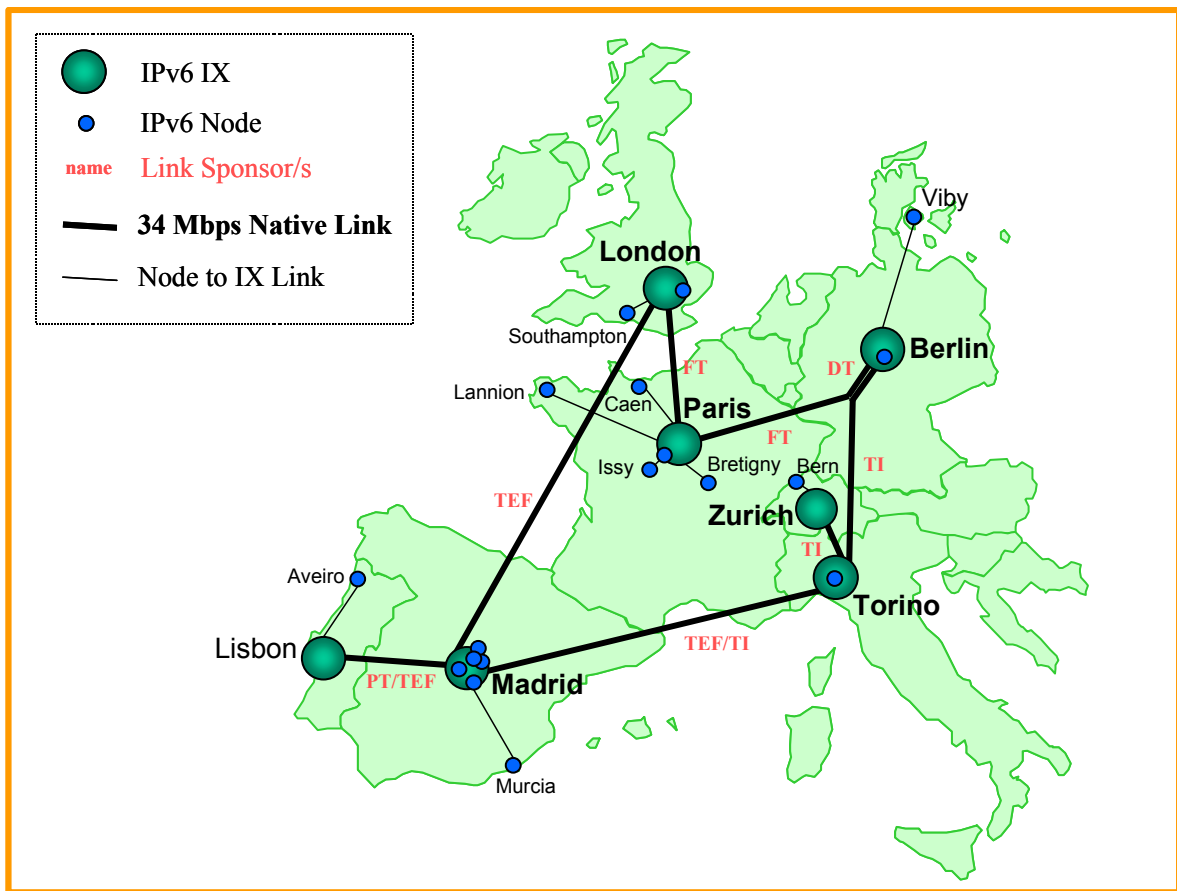 IPv6 IX
IPv6 Node
name Link Sponsor/s
34 Mbps Native Link
Node to IX Link
Viby
London
Southampton
Berlin
DT
FT
Lannion
Caen
Paris
FT
Issy
Bretigny
Bern
TI
TEF
Zurich
TI
Aveiro
Torino
Lisbon
TEF/TI
PT/TEF
Madrid
Murcia